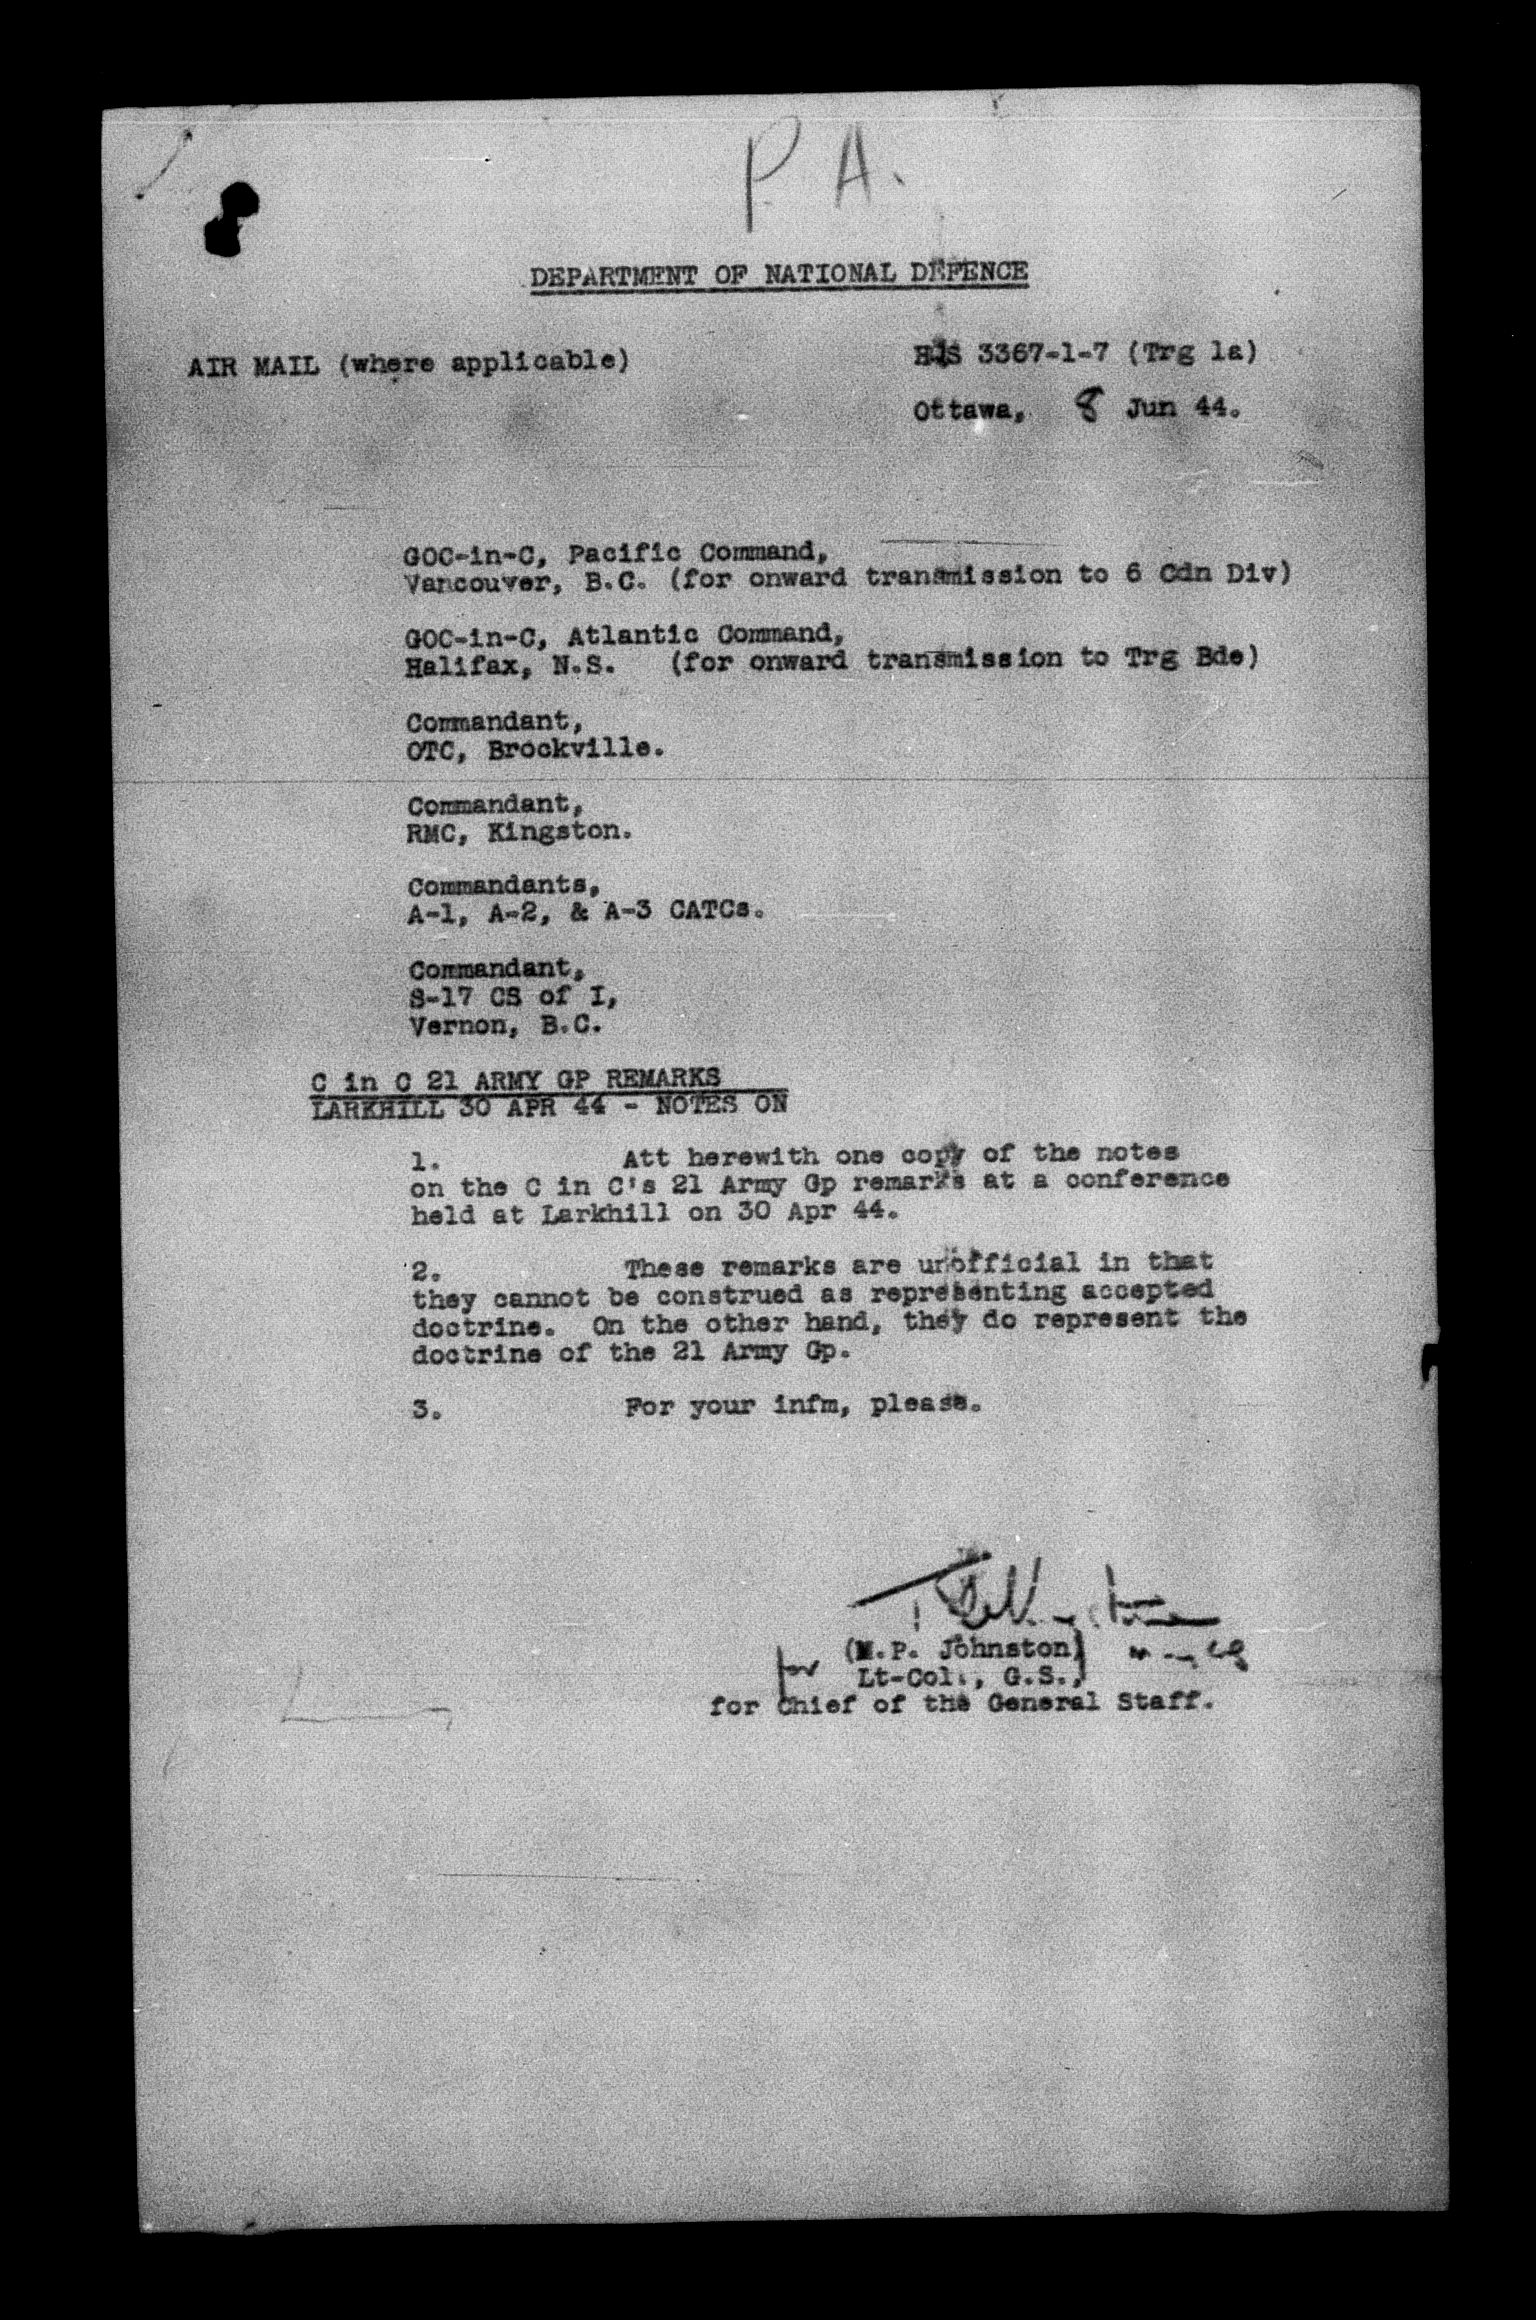 P A.
DEPARTMENT OF NATIONAL DEFENCE
AIR MAIL (where applicable)
HQS 3367-1-7 (Trg 1a)
Ottawa, 8 Jun 44.
GOC-in-C, Pacific Command,
Vancouver, B.C. (for onward transmission to 6 Cdn Div)
GOC-in-C, Atlantic Command,
Halifax, N.S. (for onward transmission to Trg Bde)
Commandant,
OTC, Brockville.
Commandant,
RMC, Kingston.
Commandants,
A-1, A-2, & A-3 CATCs.
Commandant,
S-17 CS of I,
Vernon, B.C.
C in C 21 ARMY GP REMARKS
LARKHILL 30 APR 44 - NOTES ON
1. Att herewith one copy of the notes
on the C in C's 21 Army Gp remarks at a conference
held at Larkhill on 30 Apr 44.
2. These remarks are unofficial in that
they cannot be construed as representing accepted
doctrine. On the other hand, they do represent the
doctrine of the 21 Army Gp.
3. For your infm, please.
(M.P. Johnston)
for Lt-Col., G.S.,
for Chief of the General Staff.